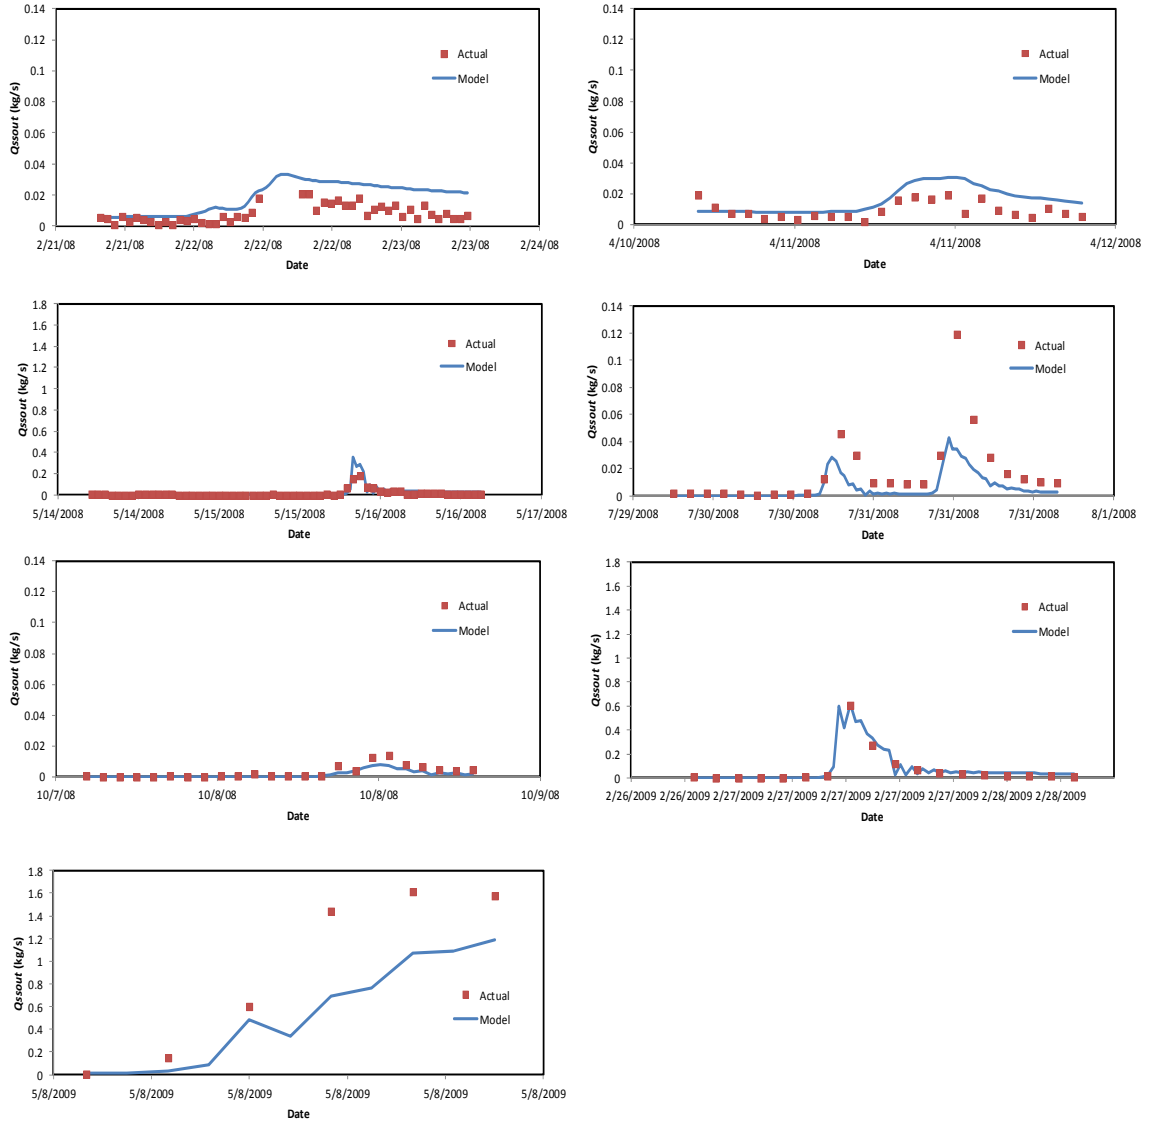 0.14
0.12
0.1
0.08
0.06
0.04
0.02
0
Qssout (kg/s)
Actual
Model
2/21/08 2/21/08 2/22/08 2/22/08 2/22/08 2/23/08 2/23/08 2/24/08
Date
0.14
0.12
0.1
0.08
0.06
0.04
0.02
0
Qssout (kg/s)
Actual
Model
4/10/2008 4/11/2008 4/11/2008 4/12/2008
Date
1.8
1.6
1.4
1.2
1
0.8
0.6
0.4
0.2
0
Qssout (kg/s)
Actual
Model
5/14/2008 5/14/2008 5/15/2008 5/15/2008 5/16/2008 5/16/2008 5/17/2008
Date
0.14
0.12
0.1
0.08
0.06
0.04
0.02
0
Qssout (kg/s)
Actual
Model
7/29/2008 7/30/2008 7/30/2008 7/31/2008 7/31/2008 7/31/2008 8/1/2008
Date
0.14
0.12
0.1
0.08
0.06
0.04
0.02
0
Qssout (kg/s)
Actual
Model
10/7/08 10/8/08 10/8/08 10/9/08
Date
1.8
1.6
1.4
1.2
1
0.8
0.6
0.4
0.2
0
Qssout (kg/s)
Actual
Model
2/26/2009 2/26/2009 2/27/2009 2/27/2009 2/27/2009 2/27/2009 2/27/2009 2/28/2009 2/28/2009
Date
1.8
1.6
1.4
1.2
1
0.8
0.6
0.4
0.2
0
Qssout (kg/s)
Actual
Model
5/8/2009 5/8/2009 5/8/2009 5/8/2009 5/8/2009 5/8/2009
Date